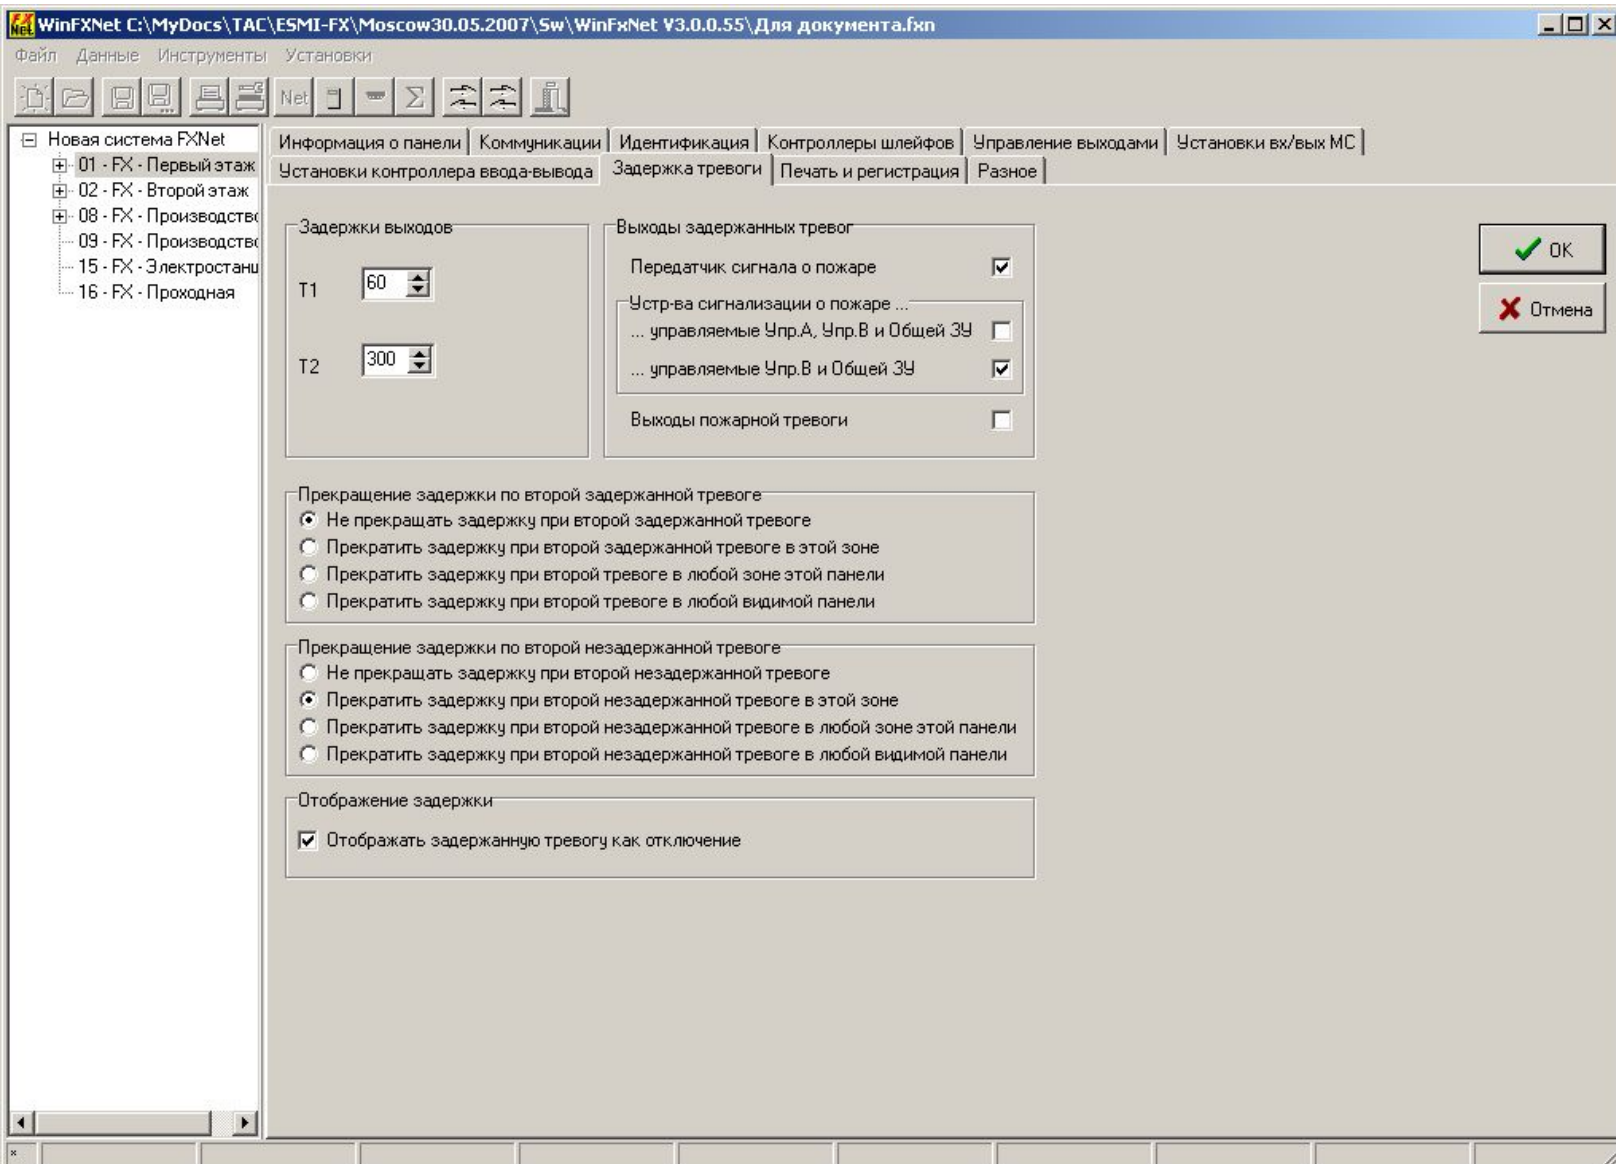 WinFXNet C:\MyDocs\TAC\ESMI-FX\Moscow30.05.2007\Sw\WinFxNet V3.0.0.55\Для документа.fxn
Файл Данные Инструменты Установки
Net
Новая система FXNet
01 - FX - Первый этаж
02 - FX - Второй этаж
08 - FX - Производство
09 - FX - Производство
15 - FX - Электростанц
16 - FX - Проходная
Информация о панели Коммуникации Идентификация Контроллеры шлейфов Управление выходами Установки вх/вых МС
Установки контроллера ввода-вывода Задержка тревоги Печать и регистрация Разное
Задержки выходов
T1 60
T2 300
Выходы задержанных тревог
Передатчик сигнала о пожаре
Устр-ва сигнализации о пожаре ...
... управляемые Упр.А, Упр.В и Общей ЗУ
... управляемые Упр.В и Общей ЗУ
Выходы пожарной тревоги
OK
Отмена
Прекращение задержки по второй задержанной тревоге
Не прекращать задержку при второй задержанной тревоге
Прекратить задержку при второй задержанной тревоге в этой зоне
Прекратить задержку при второй тревоге в любой зоне этой панели
Прекратить задержку при второй тревоге в любой видимой панели
Прекращение задержки по второй незадержанной тревоге
Не прекращать задержку при второй незадержанной тревоге
Прекратить задержку при второй незадержанной тревоге в этой зоне
Прекратить задержку при второй незадержанной тревоге в любой зоне этой панели
Прекратить задержку при второй незадержанной тревоге в любой видимой панели
Отображение задержки
Отображать задержанную тревогу как отключение